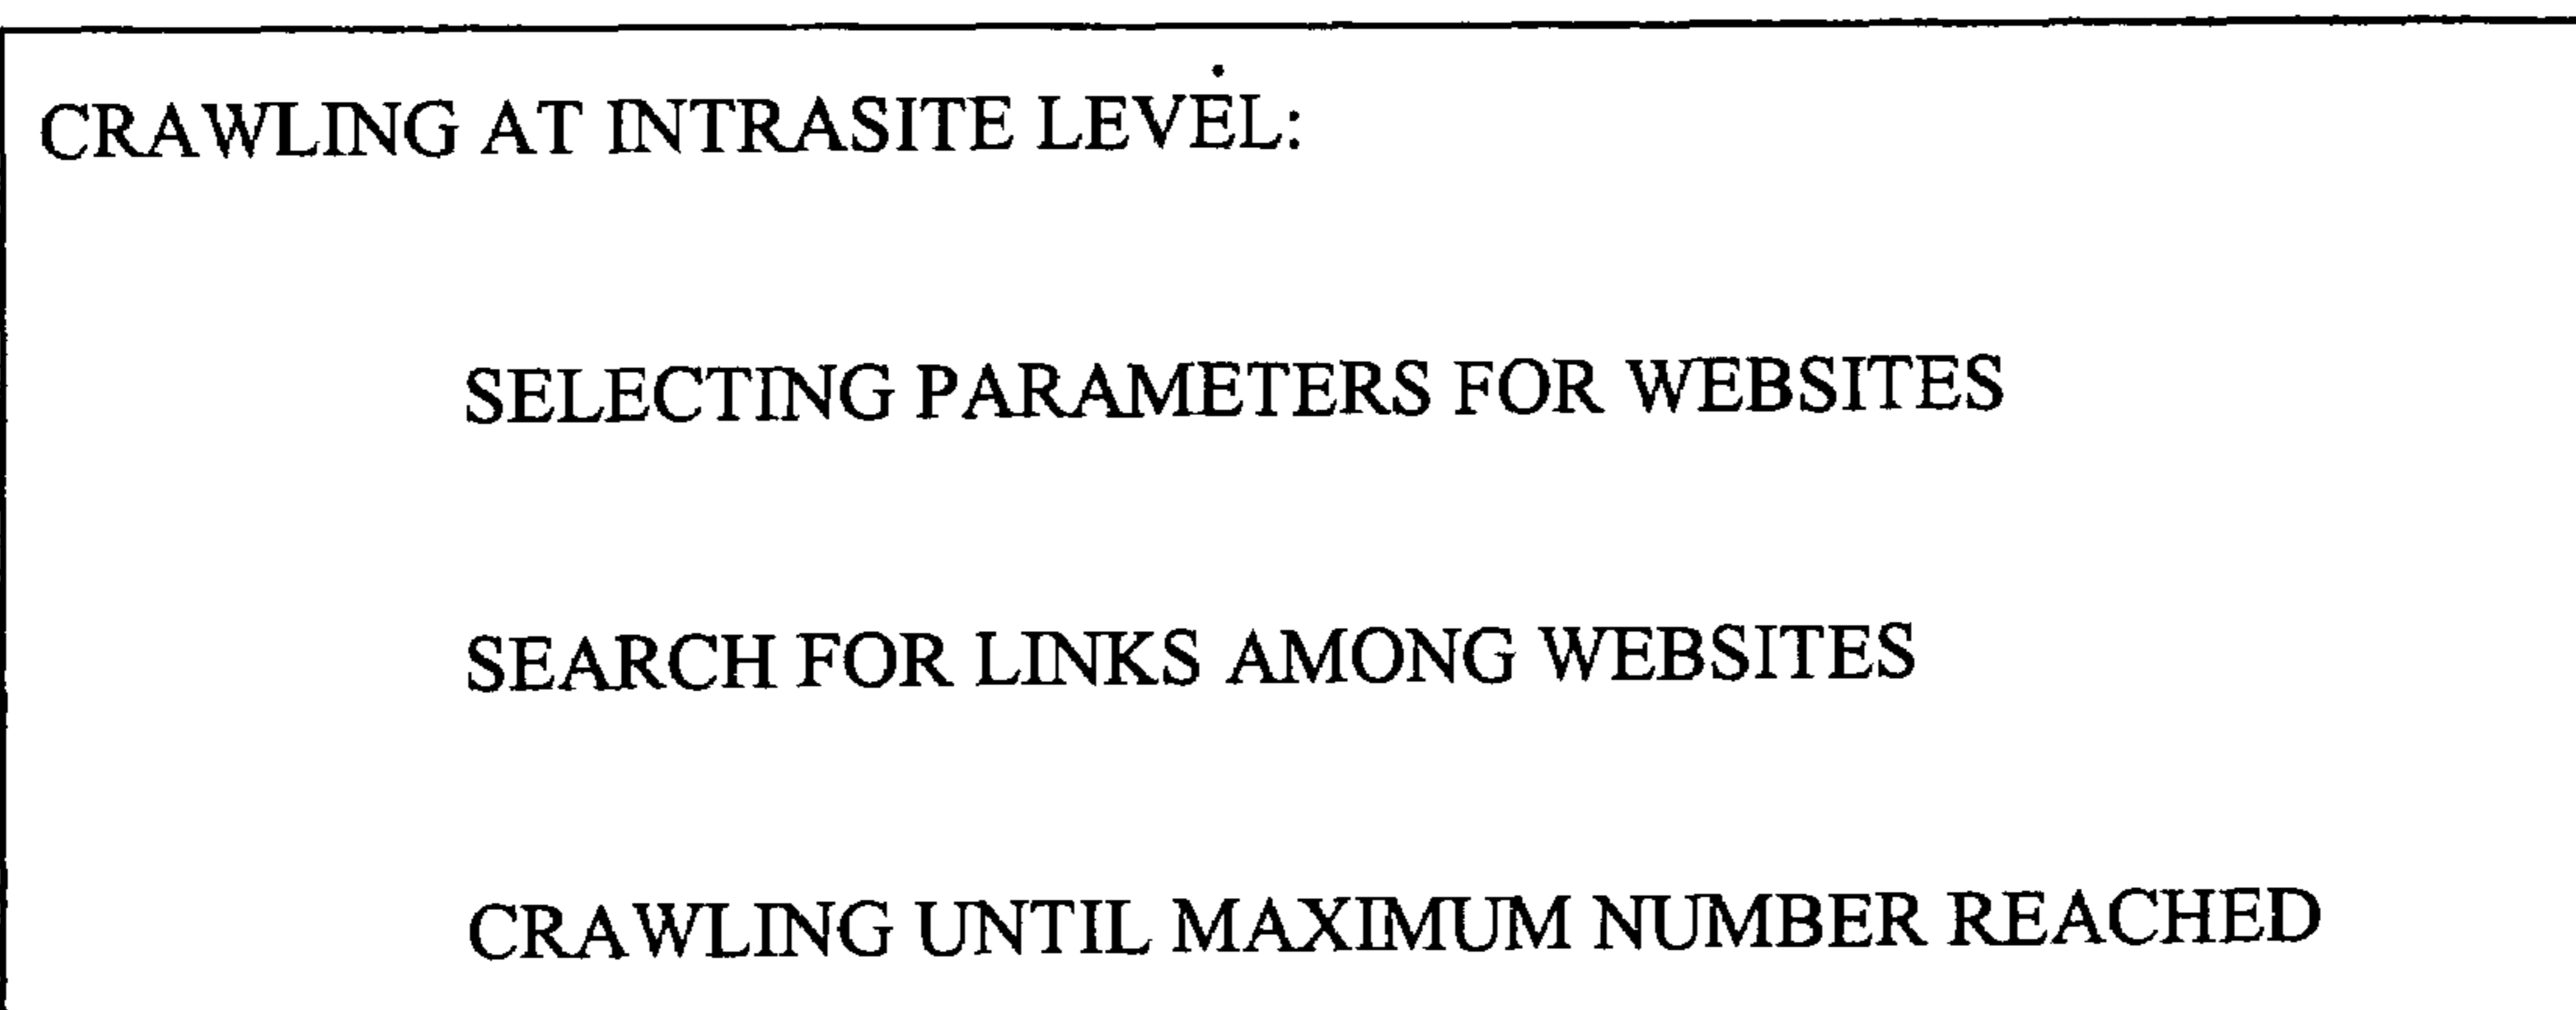 CRAWLING AT INTRASITE LEVEL:
SELECTING PARAMETERS FOR WEBSITES
SEARCH FOR LINKS AMONG WEBSITES
CRAWLING UNTIL MAXIMUM NUMBER REACHED